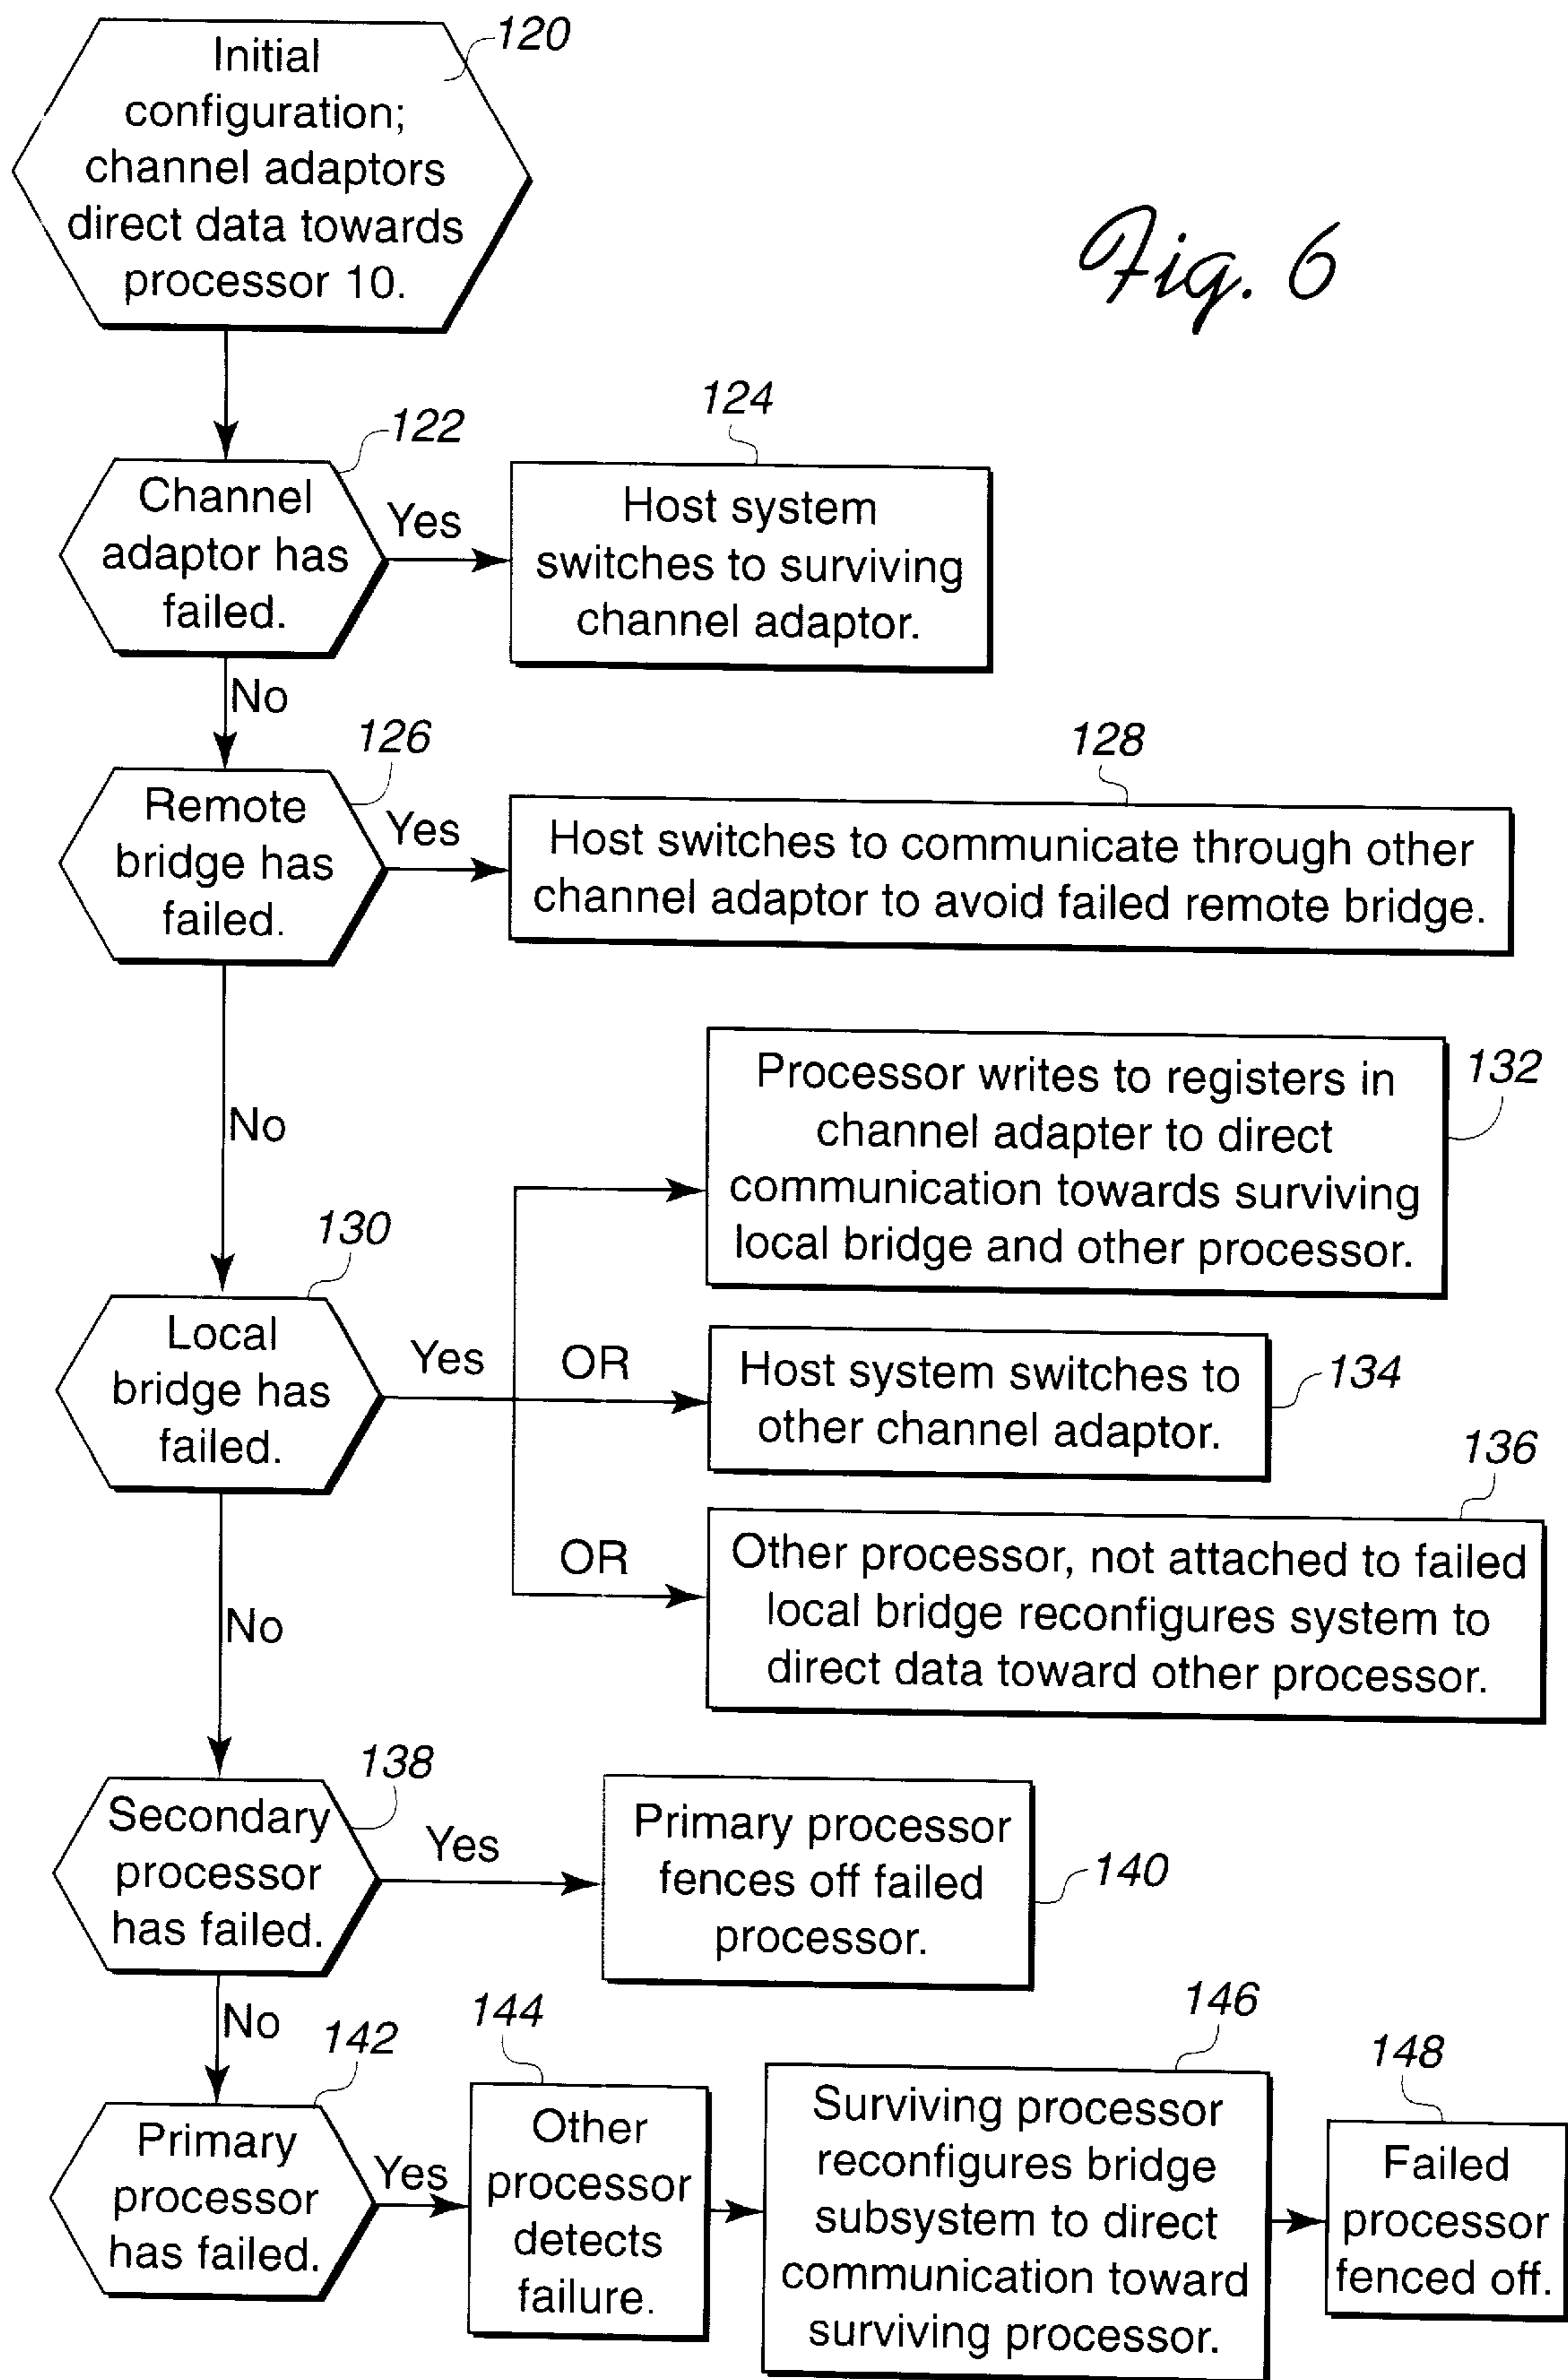 120
Initial
configuration;
channel adaptors
direct data towards
processor 10.
Fig. 6
122
Channel
adaptor has
failed.
Yes
124
Host system
switches to surviving
channel adaptor.
No
126
Remote
bridge has
failed.
Yes
128
Host switches to communicate through other
channel adaptor to avoid failed remote bridge.
No
130
Local
bridge has
failed.
Yes
132
Processor writes to registers in
channel adapter to direct
communication towards surviving
local bridge and other processor.
OR
134
Host system switches to
other channel adaptor.
OR
136
Other processor, not attached to failed
local bridge reconfigures system to
direct data toward other processor.
No
138
Secondary
processor
has failed.
Yes
140
Primary processor
fences off failed
processor.
No
142
Primary
processor
has failed.
Yes
144
Other
processor
detects
failure.
146
Surviving processor
reconfigures bridge
subsystem to direct
communication toward
surviving processor.
148
Failed
processor
fenced off.